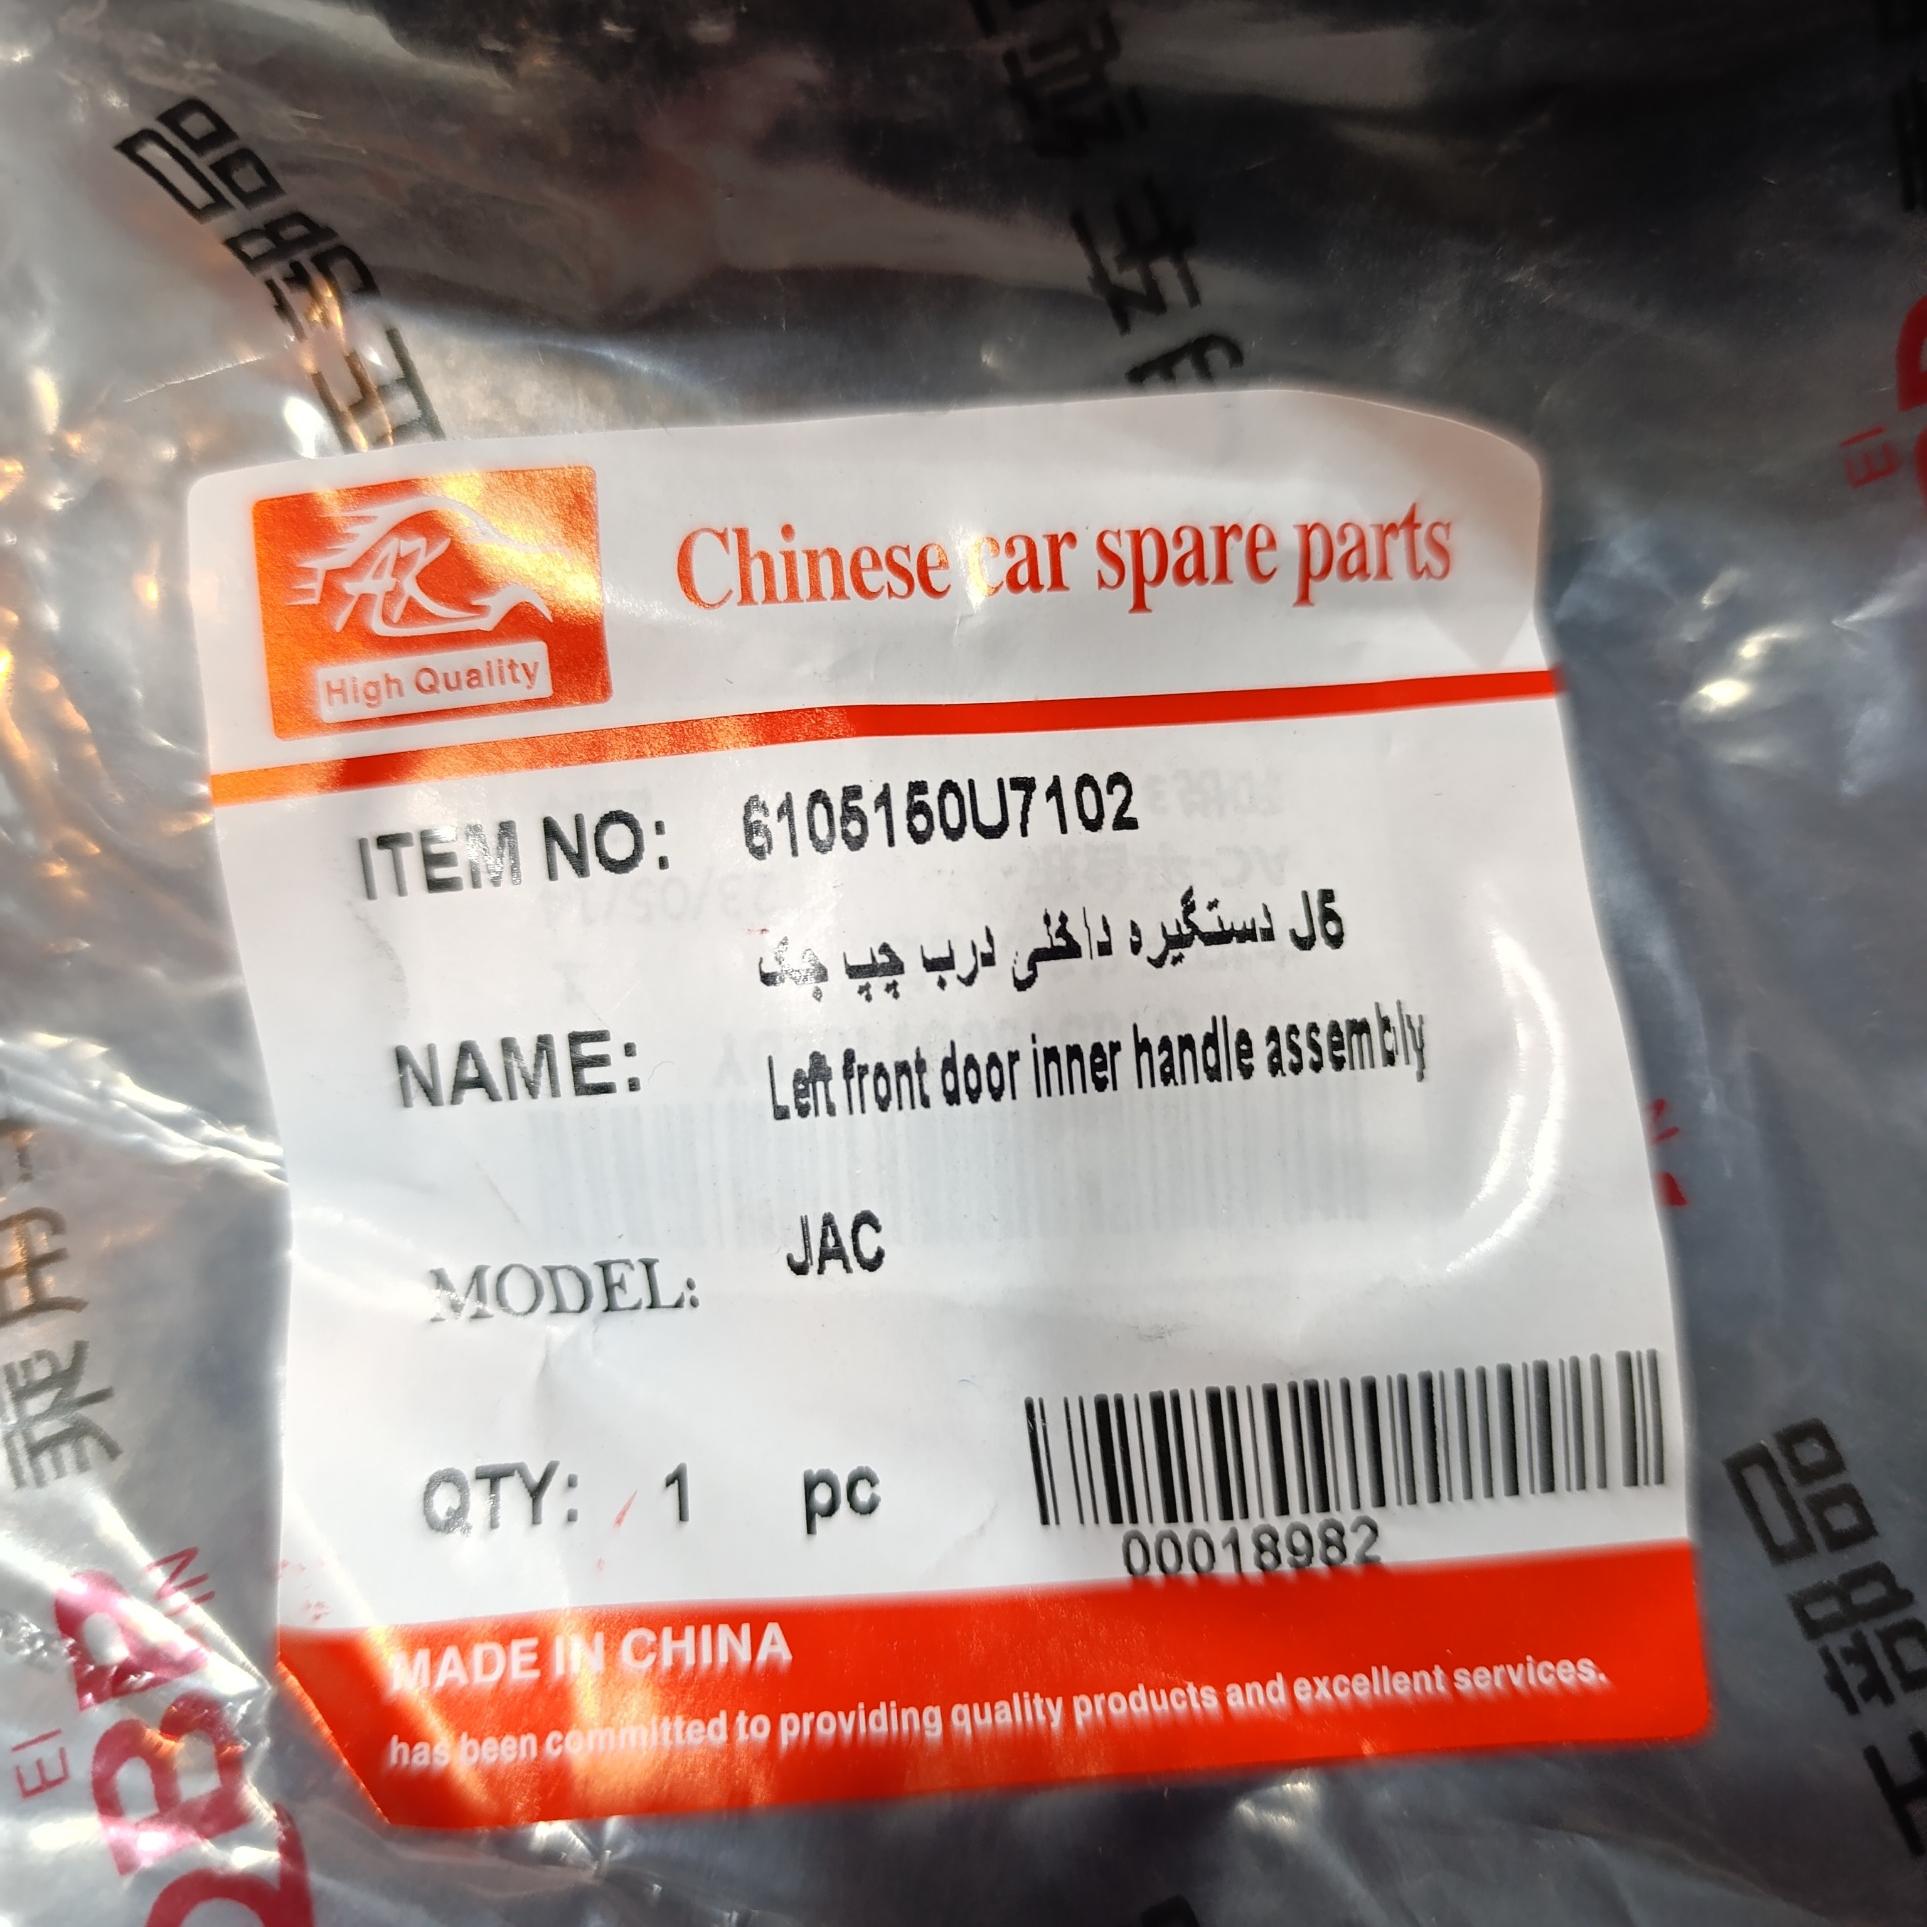 AK
High Quality
Chinese car spare parts
ITEM NO: 6105150U7102
دستگیره داخلی درب چپ جک J5
NAME: Left front door inner handle assembly
MODEL: JAC
QTY: 1 pc
00018982
MADE IN CHINA
has been committed to providing quality products and excellent services.